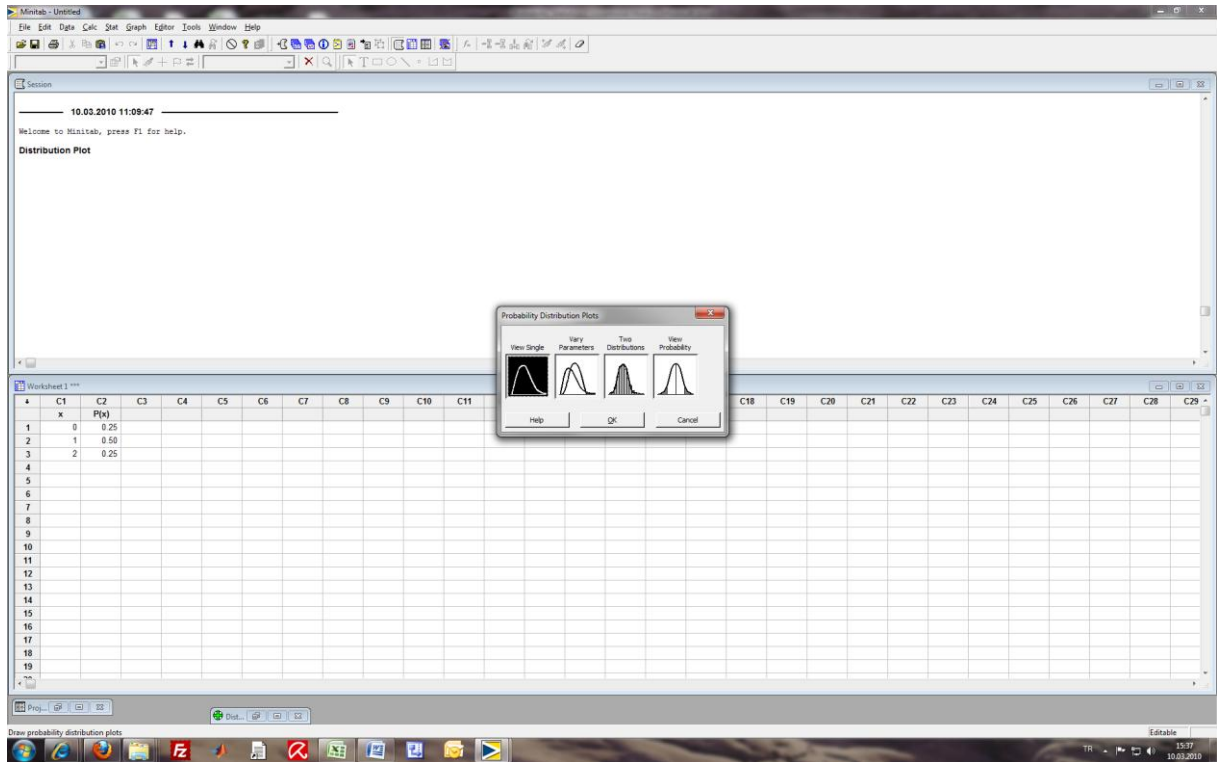 Minitab - Untitled
File Edit Data Calc Stat Graph Editor Tools Window Help
Session
10.03.2010 11:09:47
Welcome to Minitab, press F1 for help.
Distribution Plot
Probability Distribution Plots
View Single
Vary Parameters
Two Distributions
View Probability
Help OK Cancel
Worksheet 1 ***
C1 C2 C3 C4 C5 C6 C7 C8 C9 C10 C11 C18 C19 C20 C21 C22 C23 C24 C25 C26 C27 C28 C29
x P(x)
1 0 0.25
2 1 0.50
3 2 0.25
4
5
6
7
8
9
10
11
12
13
14
15
16
17
18
19
Proj...
Dist...
Draw probability distribution plots
Editable
TR 15:37
10.03.2010